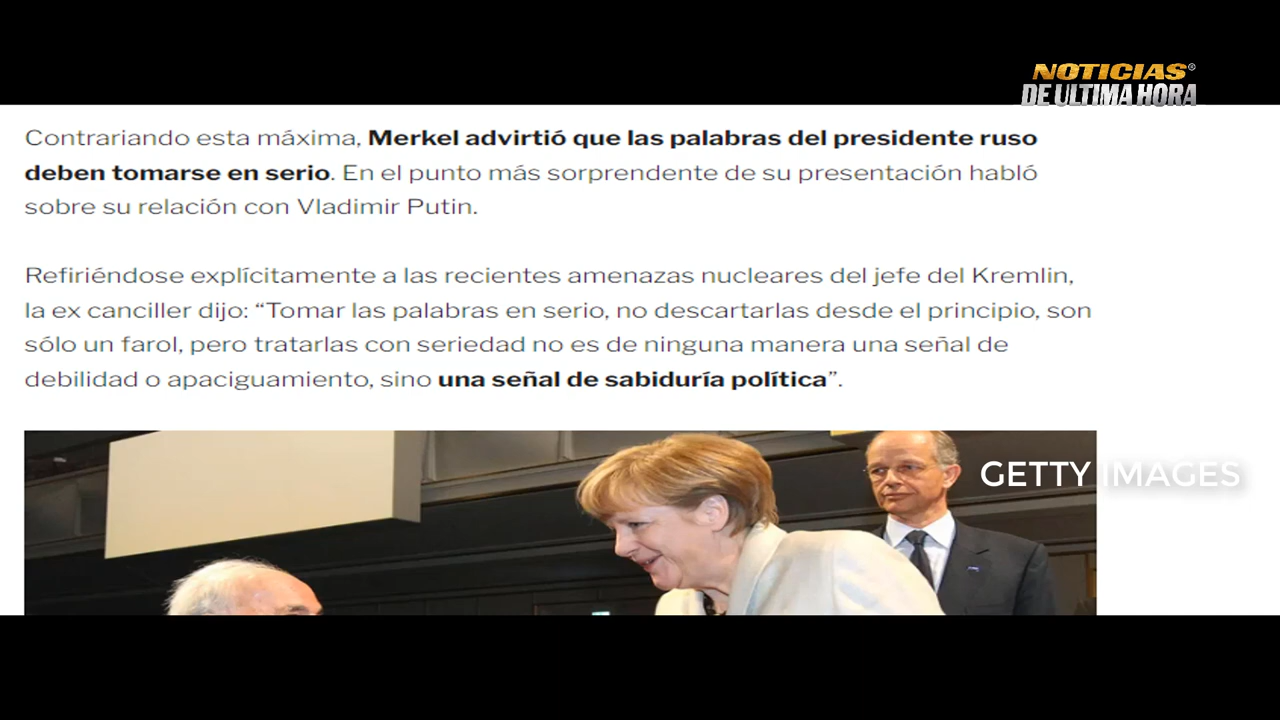 NOTICIAS®
DE ULTIMA HORA
Contrariando esta máxima, Merkel advirtió que las palabras del presidente ruso
deben tomarse en serio. En el punto más sorprendente de su presentación habló
sobre su relación con Vladimir Putin.
Refiriéndose explícitamente a las recientes amenazas nucleares del jefe del Kremlin,
la ex canciller dijo: “Tomar las palabras en serio, no descartarlas desde el principio, son
sólo un farol, pero tratarlas con seriedad no es de ninguna manera una señal de
debilidad o apaciguamiento, sino una señal de sabiduría política”.
GETTY IMAGES